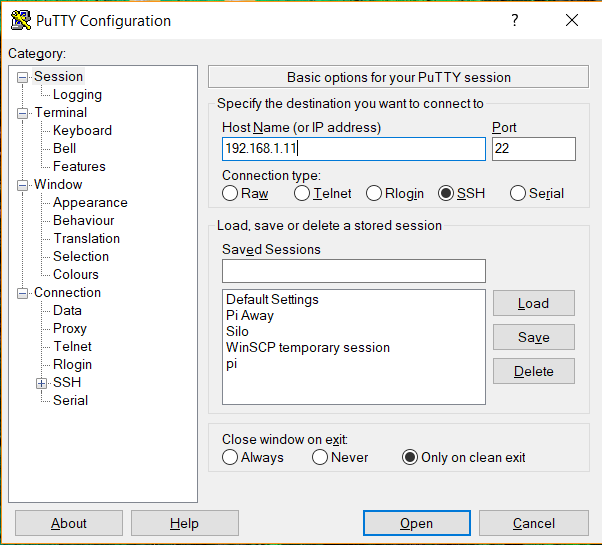 PuTTY Configuration
?
Category:
Session
Logging
Terminal
Keyboard
Bell
Features
Window
Appearance
Behaviour
Translation
Selection
Colours
Connection
Data
Proxy
Telnet
Rlogin
SSH
Serial
Basic options for your PuTTY session
Specify the destination you want to connect to
Host Name (or IP address) Port
192.168.1.11 22
Connection type:
Raw Telnet Rlogin SSH Serial
Load, save or delete a stored session
Saved Sessions
Default Settings
Pi Away
Silo
WinSCP temporary session
pi
Load
Save
Delete
Close window on exit:
Always Never Only on clean exit
About Help Open Cancel